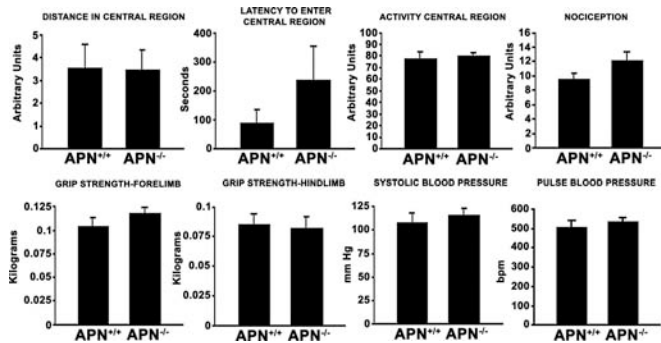 DISTANCE IN CENTRAL REGION
Arbitrary Units
5
4
3
2
1
0
APN+/+ APN-/-
LATENCY TO ENTER
CENTRAL REGION
Seconds
400
300
200
100
0
APN+/+ APN-/-
ACTIVITY CENTRAL REGION
Arbitrary Units
100
90
80
70
60
50
40
30
20
10
0
APN+/+ APN-/-
NOCICEPTION
Arbitrary Units
16
14
12
10
8
6
4
2
0
APN+/+ APN-/-
GRIP STRENGTH-FORELIMB
Kilograms
0.125
0.1
0.075
0.05
0.025
0
APN+/+ APN-/-
GRIP STRENGTH-HINDLIMB
Kilograms
0.1
0.075
0.05
0.025
0
APN+/+ APN-/-
SYSTOLIC BLOOD PRESSURE
mm Hg
125
100
75
50
25
0
APN+/+ APN-/-
PULSE BLOOD PRESSURE
bpm
600
500
400
300
200
100
0
APN+/+ APN-/-